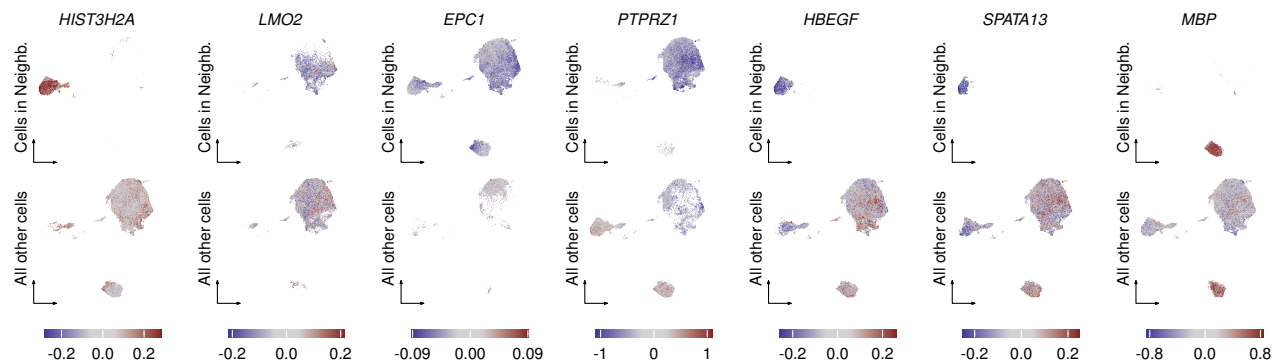 HIST3H2A LMO2 EPC1 PTPRZ1 HBEGF SPATA13 MBP
Cells in Neighb. Cells in Neighb. Cells in Neighb. Cells in Neighb. Cells in Neighb. Cells in Neighb. Cells in Neighb.
All other cells All other cells All other cells All other cells All other cells All other cells All other cells
-0.2 0.0 0.2 -0.2 0.0 0.2 -0.09 0.00 0.09 -1 0 1 -0.2 0.0 0.2 -0.2 0.0 0.2 -0.8 0.0 0.8